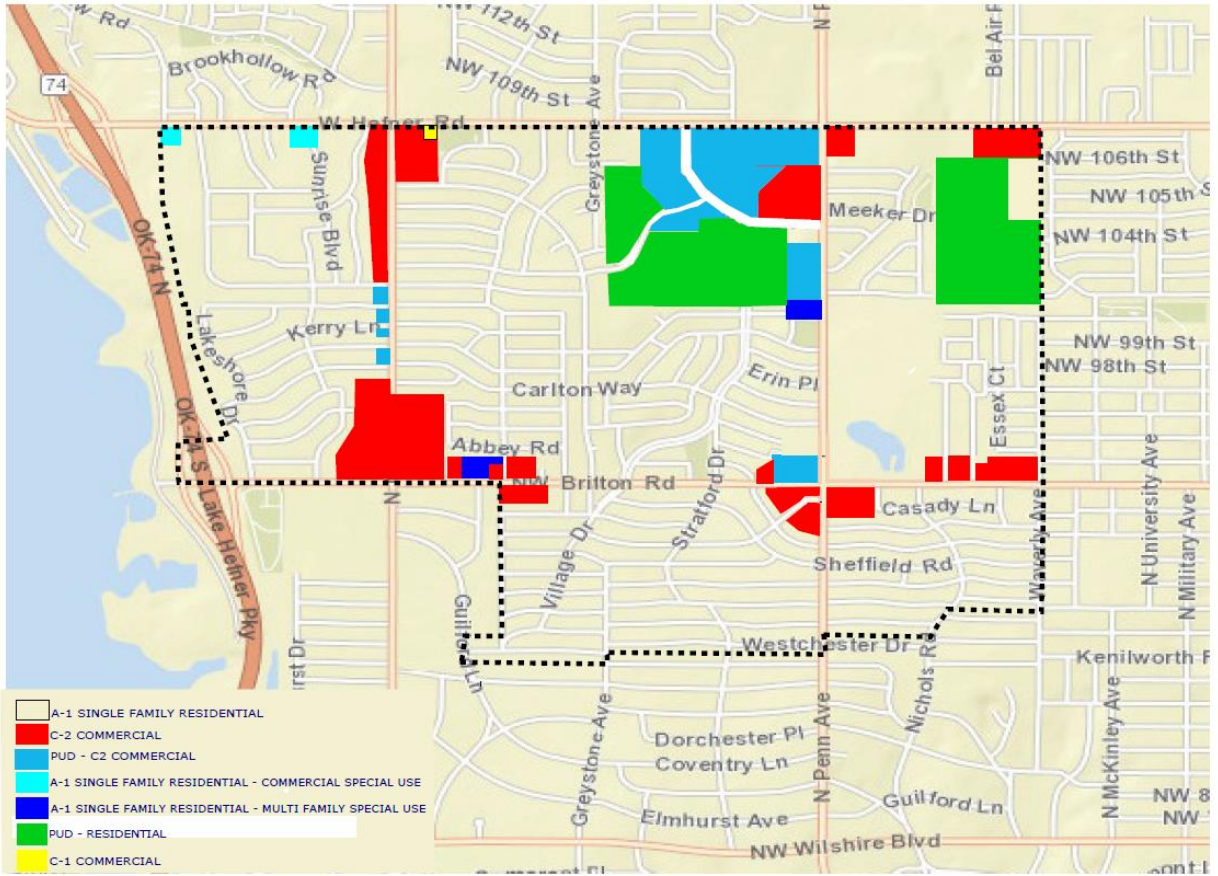 NW 112th St
Brookhollow Rd
NW 109th St
74
Greystone Ave
Bel Air
W Hefner Rd
NW 106th St
NW 105th S
Sunrise Blvd
Meeker Dr
NW 104th St
OK-74 N
Lakeshore Dr
Kerry Ln
NW 99th St
NW 98th St
Erin Pl
Carlton Way
Essex Ct
Abbey Rd
OK-74 S
Lake Hefner Pky
N
NW Britton Rd
Stratford Dr
Casady Ln
N University Ave
N Military Ave
Village Dr
Sheffield Rd
Waverly Ave
Guilford Ln
Westchester Dr
Nichols Rd
Kenilworth
urst Dr
A-1 SINGLE FAMILY RESIDENTIAL
C-2 COMMERCIAL
PUD - C2 COMMERCIAL
A-1 SINGLE FAMILY RESIDENTIAL - COMMERCIAL SPECIAL USE
A-1 SINGLE FAMILY RESIDENTIAL - MULTI FAMILY SPECIAL USE
PUD - RESIDENTIAL
C-1 COMMERCIAL
Greystone Ave
Dorchester Pl
Coventry Ln
N Penn Ave
Elmhurst Ave
Guilford Ln
N McKinley Ave
NW 8
NW
NW Wilshire Blvd